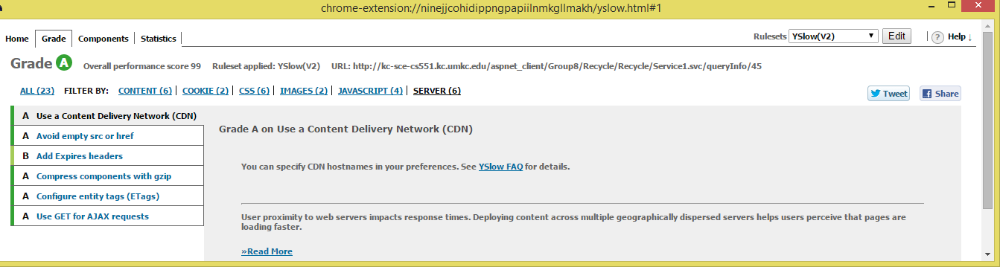 chrome-extension://ninejjcohidippngpapiilnmkgllmakh/yslow.html#1
Home Grade Components Statistics Rulesets YSlow(V2) Edit ? Help ↓
Grade A Overall performance score 99 Ruleset applied: YSlow(V2) URL: http://kc-sce-cs551.kc.umkc.edu/aspnet_client/Group8/Recycle/Recycle/Service1.svc/queryInfo/45
ALL (23) FILTER BY: CONTENT (6) | COOKIE (2) | CSS (6) | IMAGES (2) | JAVASCRIPT (4) | SERVER (6)
Tweet Share
A Use a Content Delivery Network (CDN)
A Avoid empty src or href
B Add Expires headers
A Compress components with gzip
A Configure entity tags (ETags)
A Use GET for AJAX requests
Grade A on Use a Content Delivery Network (CDN)
You can specify CDN hostnames in your preferences. See YSlow FAQ for details.
User proximity to web servers impacts response times. Deploying content across multiple geographically dispersed servers helps users perceive that pages are
loading faster.
»Read More